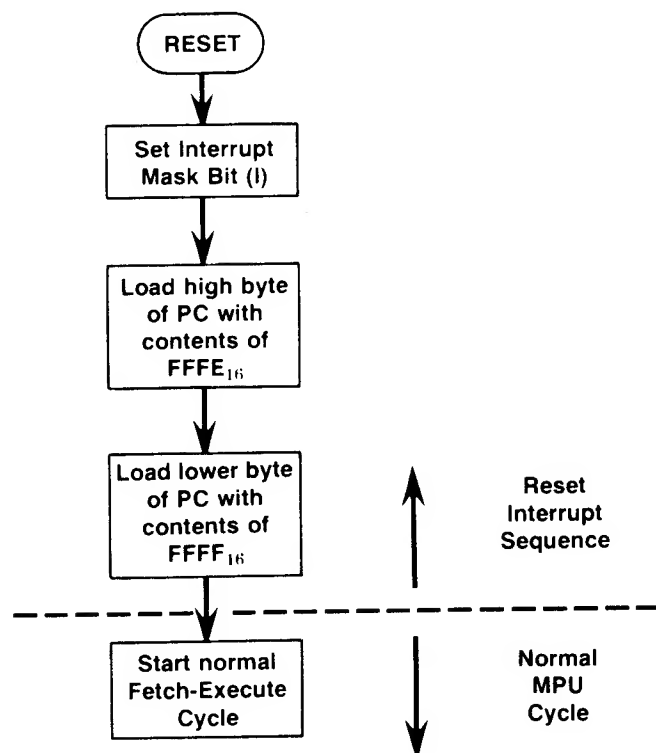 RESET
Set Interrupt
Mask Bit (I)
Load high byte
of PC with
contents of
FFFE₁₆
Load lower byte
of PC with
contents of
FFFF₁₆
Reset
Interrupt
Sequence
Start normal
Fetch-Execute
Cycle
Normal
MPU
Cycle